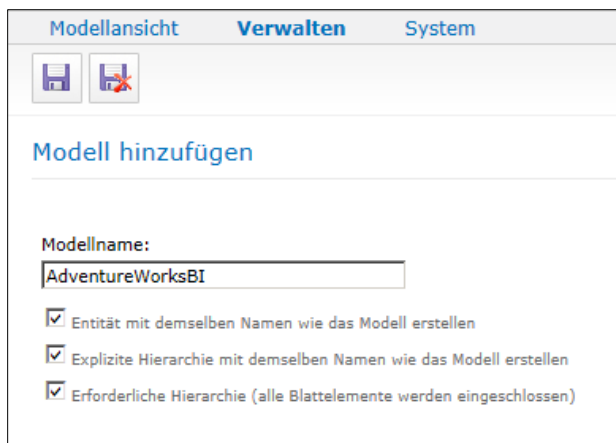 Modellansicht Verwalten System
Modell hinzufügen
Modellname:
AdventureWorksBI
Entität mit demselben Namen wie das Modell erstellen
Explizite Hierarchie mit demselben Namen wie das Modell erstellen
Erforderliche Hierarchie (alle Blattelemente werden eingeschlossen)